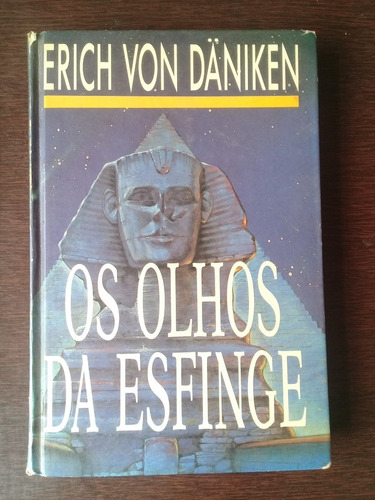 ERICH VON DÄNIKEN
OS OLHOS
DA ESFINGE